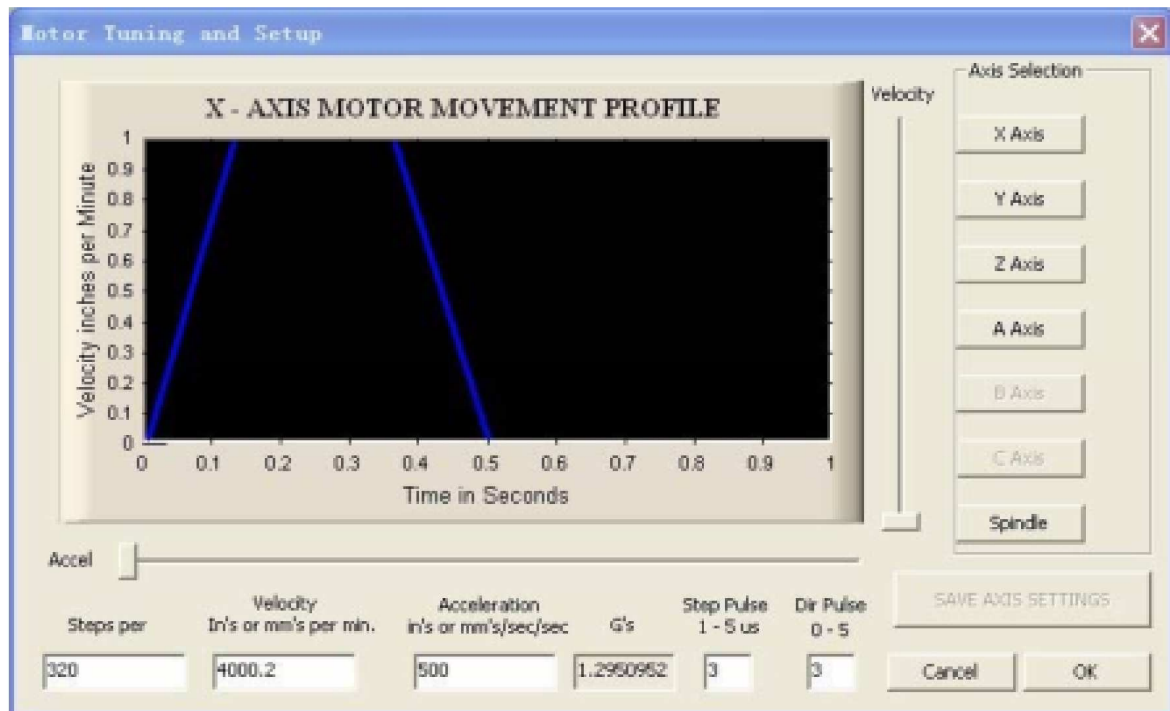 Motor Tuning and Setup
X - AXIS MOTOR MOVEMENT PROFILE
Velocity inches per Minute
1
0.9
0.8
0.7
0.6
0.5
0.4
0.3
0.2
0.1
0
0 0.1 0.2 0.3 0.4 0.5 0.6 0.7 0.8 0.9 1
Time in Seconds
Velocity
Axis Selection
X Axis
Y Axis
Z Axis
A Axis
B Axis
C Axis
Spindle
Accel
Steps per
Velocity
In's or mm's per min.
Acceleration
in's or mm's/sec/sec
G's
Step Pulse
1 - 5 us
Dir Pulse
0 - 5
320
4000.2
500
1.2950952
3
3
SAVE AXIS SETTINGS
Cancel
OK